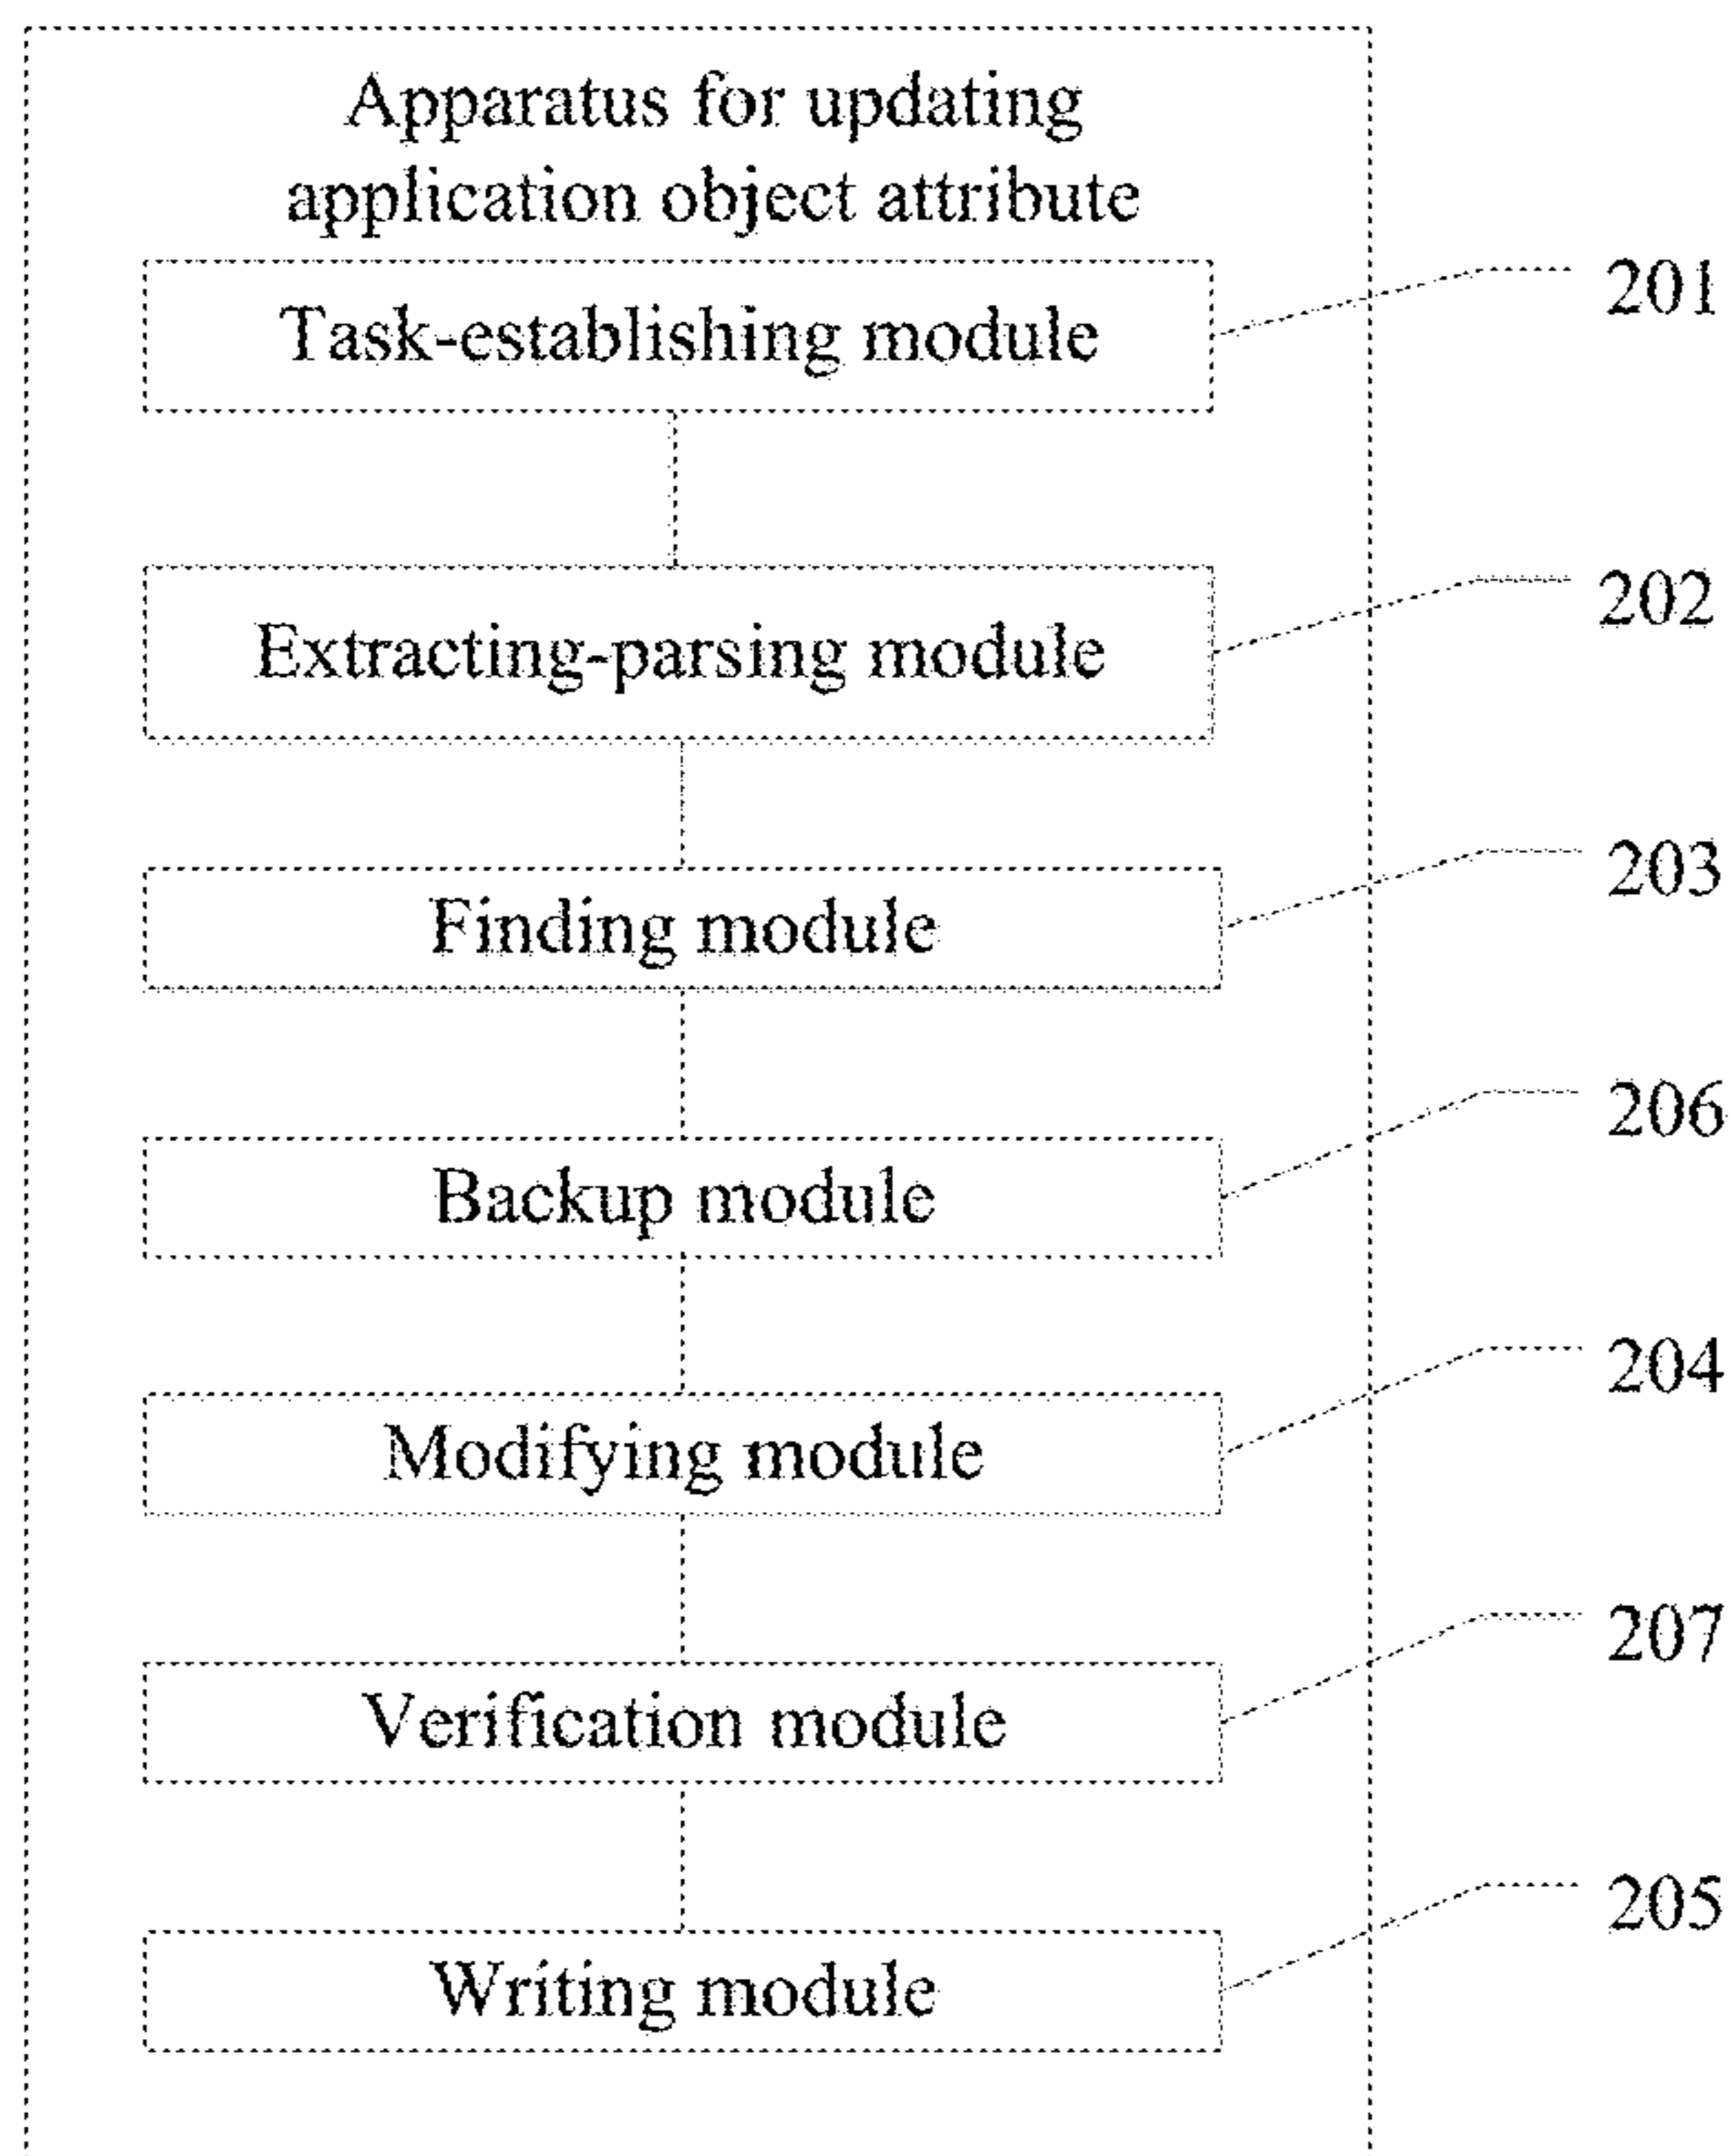 Apparatus for updating
application object attribute
Task-establishing module
201
Extracting-parsing module
202
Finding module
203
Backup module
206
Modifying module
204
Verification module
207
Writing module
205